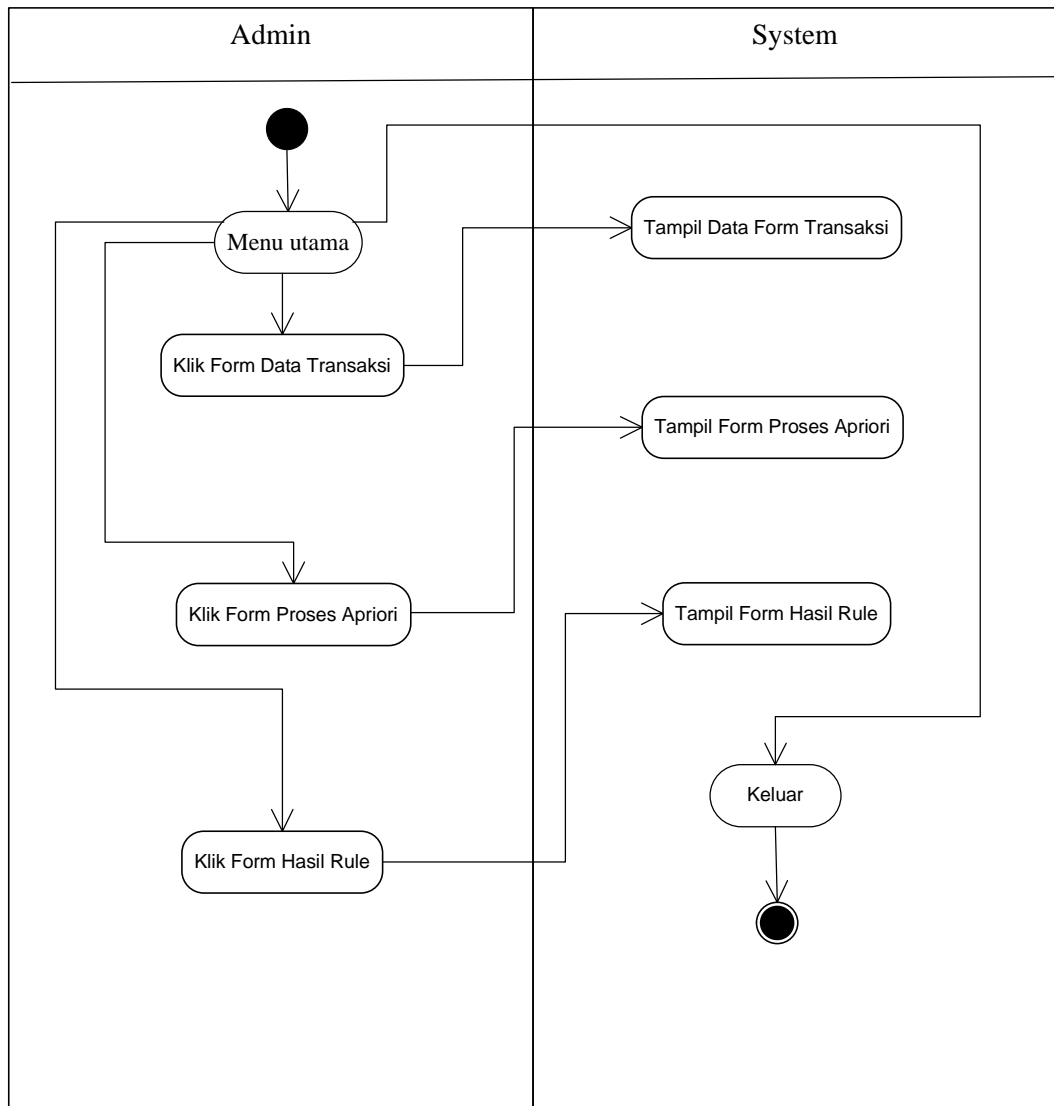 Admin
System
Tampil Data Form Transaksi
Menu utama
Klik Form Data Transaksi
Tampil Form Proses Apriori
Klik Form Proses Apriori
Tampil Form Hasil Rule
Keluar
Klik Form Hasil Rule